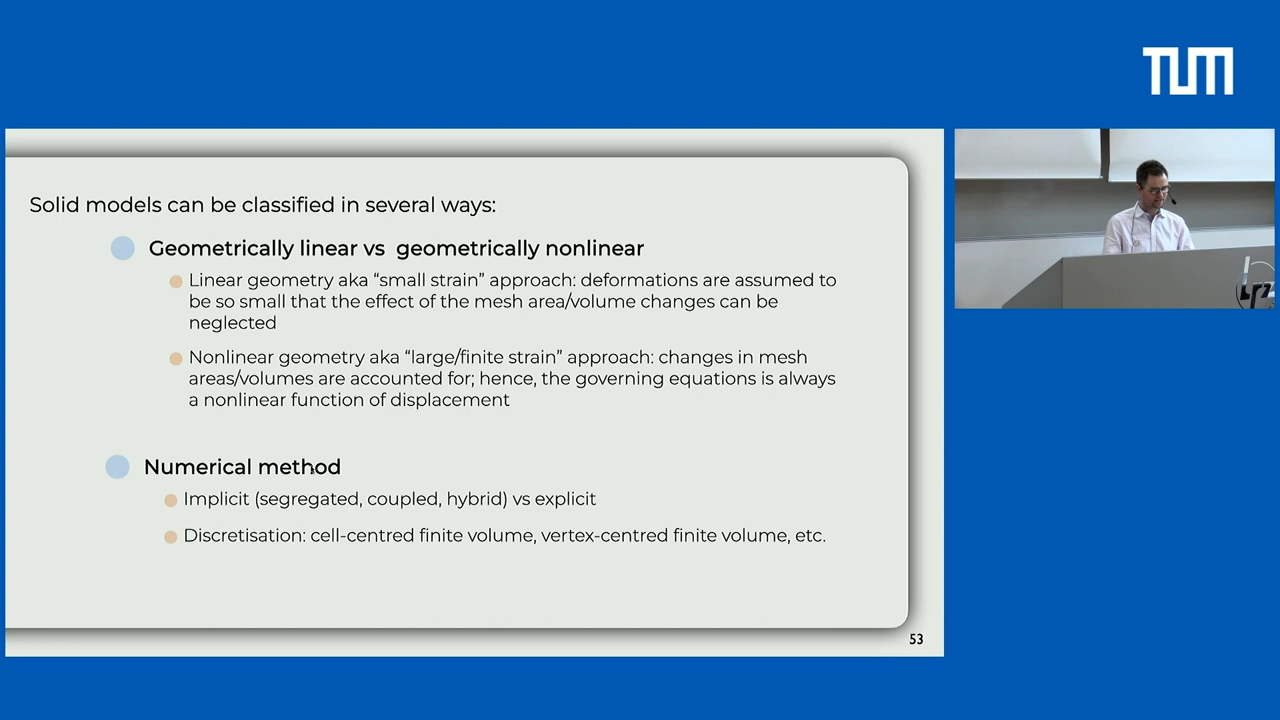 TUM
Solid models can be classified in several ways:
Geometrically linear vs geometrically nonlinear
Linear geometry aka “small strain” approach: deformations are assumed to
be so small that the effect of the mesh area/volume changes can be
neglected
Nonlinear geometry aka “large/finite strain” approach: changes in mesh
areas/volumes are accounted for; hence, the governing equations is always
a nonlinear function of displacement
Numerical method
Implicit (segregated, coupled, hybrid) vs explicit
Discretisation: cell-centred finite volume, vertex-centred finite volume, etc.
53